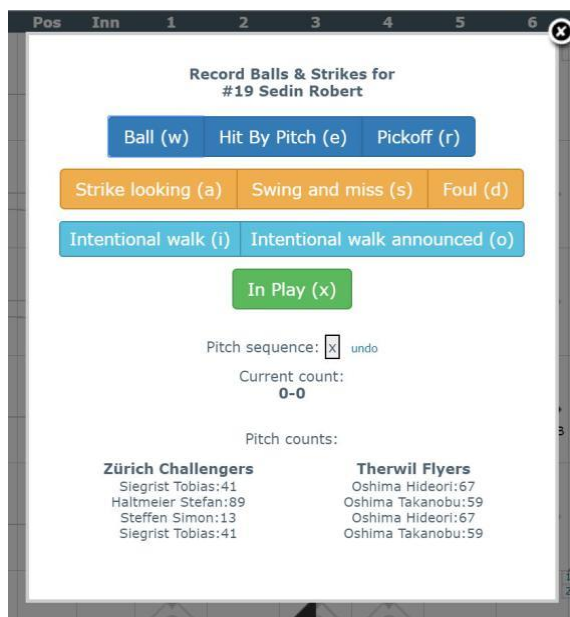 Pos Inn 1 2 3 4 5 6
Record Balls & Strikes for
#19 Sedin Robert
Ball (w) Hit By Pitch (e) Pickoff (r)
Strike looking (a) Swing and miss (s) Foul (d)
Intentional walk (i) Intentional walk announced (o)
In Play (x)
Pitch sequence: x undo
Current count:
0-0
Pitch counts:
Zürich Challengers Therwil Flyers
Siegrist Tobias:41 Oshima Hideori:67
Haltmeier Stefan:89 Oshima Takanobu:59
Steffen Simon:13 Oshima Hideori:67
Siegrist Tobias:41 Oshima Takanobu:59